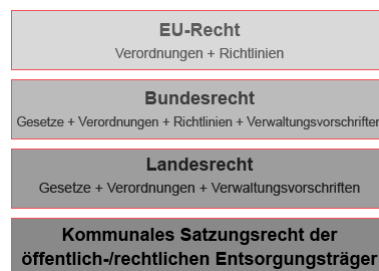 EU-Recht
Verordnungen + Richtlinien
Bundesrecht
Gesetze + Verordnungen + Richtlinien + Verwaltungsvorschriften
Landesrecht
Gesetze + Verordnungen + Verwaltungsvorschriften
Kommunales Satzungsrecht der
öffentlich-/rechtlichen Entsorgungsträger